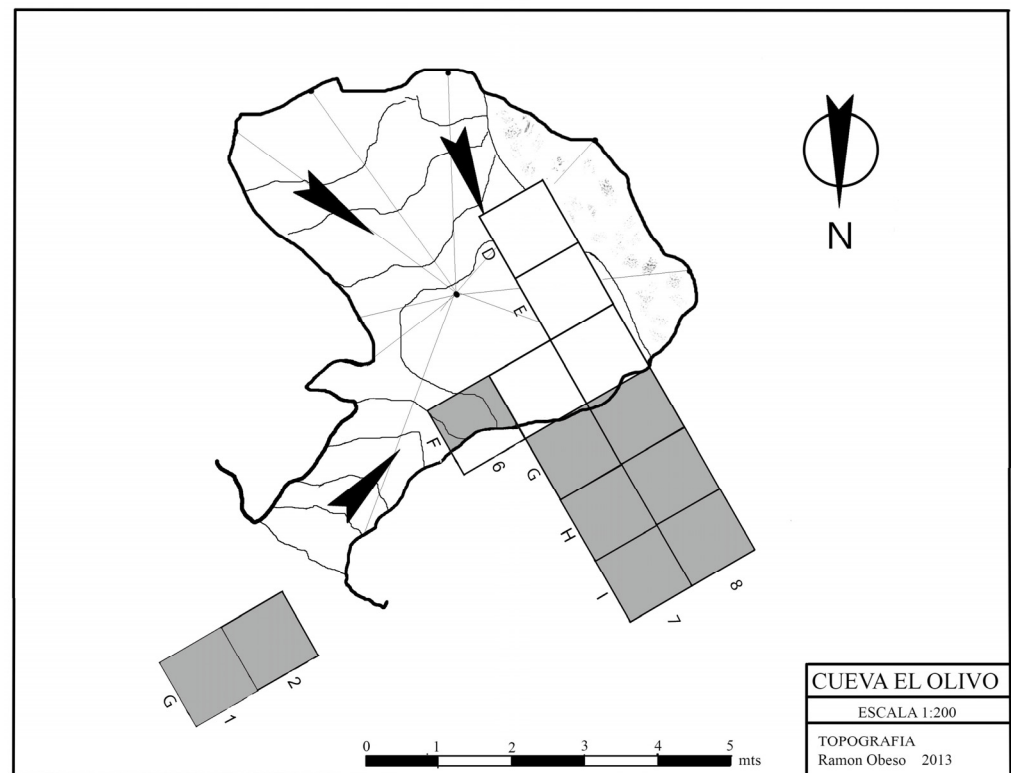 N
D
E
F
6
G
H
I
7
8
G
1
2
0 1 2 3 4 5 mts
CUEVA EL OLIVO
ESCALA 1:200
TOPOGRAFIA
Ramon Obeso 2013